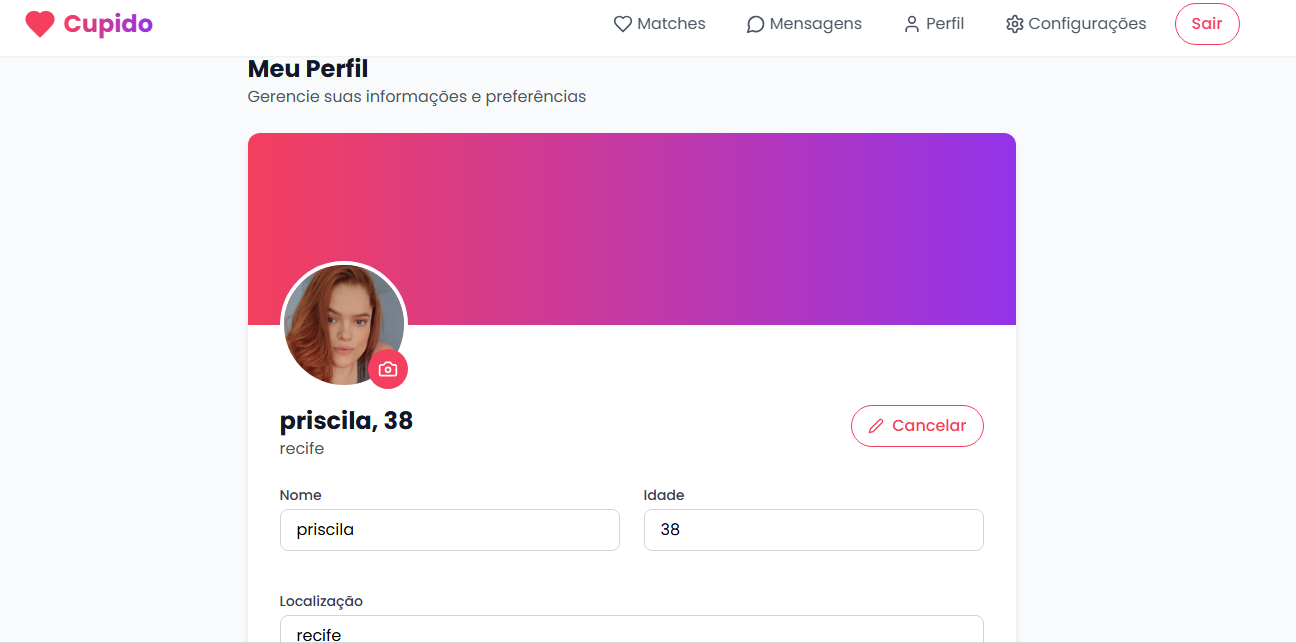 Cupido
Matches
Mensagens
Perfil
Configurações
Sair
Meu Perfil
Gerencie suas informações e preferências
priscila, 38
recife
Cancelar
Nome
Idade
priscila
38
Localização
recife